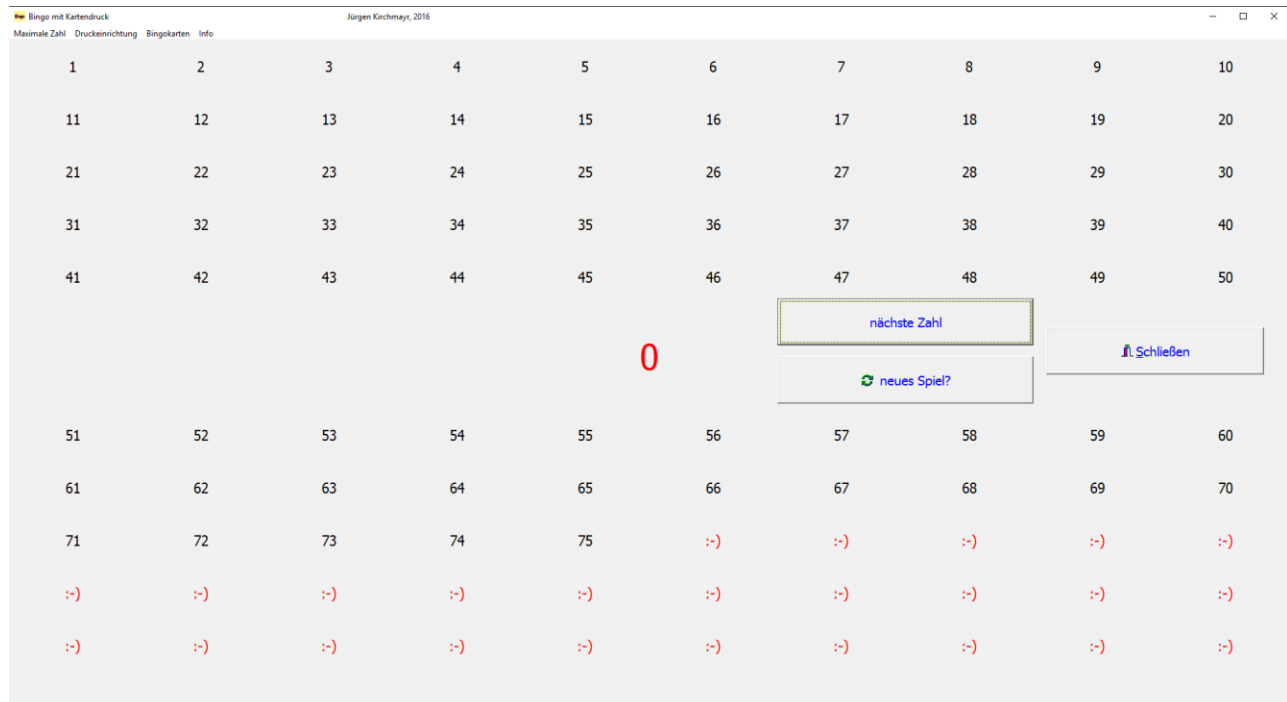 Bingo Bingo mit Kartendruck Jürgen Kirchmayr, 2016
Maximale Zahl Druckeinrichtung Bingokarten Info
1 2 3 4 5 6 7 8 9 10
11 12 13 14 15 16 17 18 19 20
21 22 23 24 25 26 27 28 29 30
31 32 33 34 35 36 37 38 39 40
41 42 43 44 45 46 47 48 49 50
nächste Zahl
0
Schließen
neues Spiel?
51 52 53 54 55 56 57 58 59 60
61 62 63 64 65 66 67 68 69 70
71 72 73 74 75 :-) :-) :-) :-) :-)
:-) :-) :-) :-) :-) :-) :-) :-) :-) :-)
:-) :-) :-) :-) :-) :-) :-) :-) :-) :-)